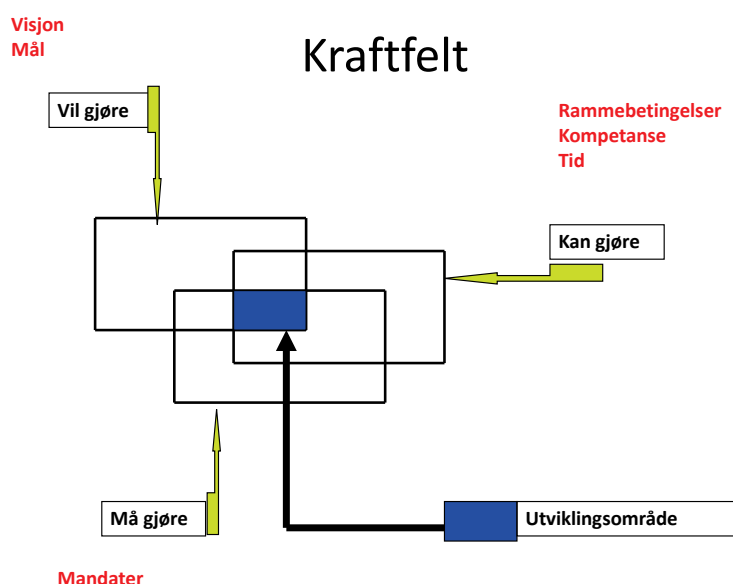 Visjon
Mål
Kraftfelt
Vil gjøre
Rammebetingelser
Kompetanse
Tid
Kan gjøre
Må gjøre
Utviklingsområde
Mandater